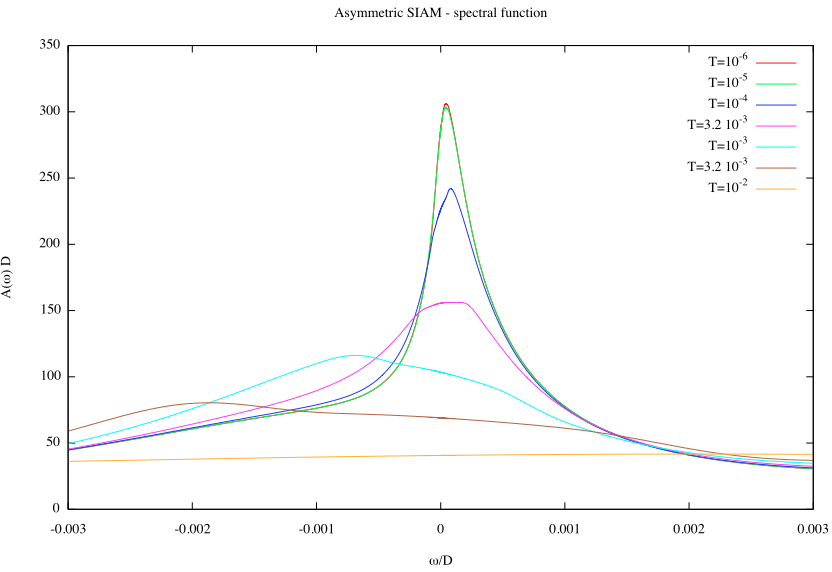 Asymmetric SIAM - spectral function
350
300
250
200
150
100
50
0
A(ω) D
T=10^-6
T=10^-5
T=10^-4
T=3.2 10^-3
T=10^-3
T=3.2 10^-3
T=10^-2
-0.003 -0.002 -0.001 0 0.001 0.002 0.003
ω/D